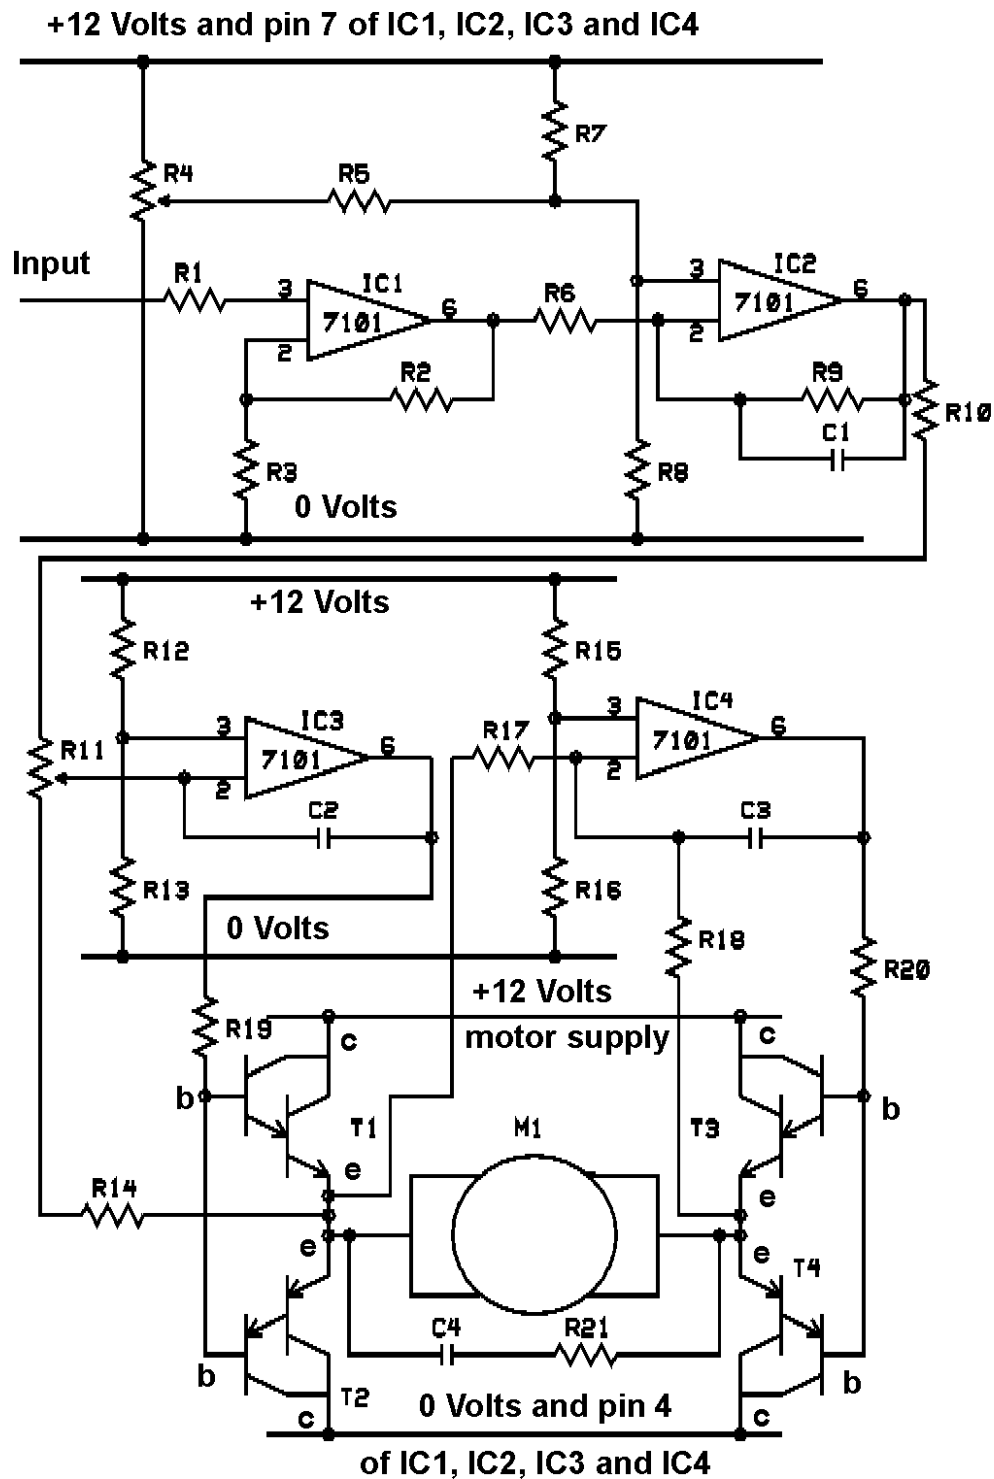 +12 Volts and pin 7 of IC1, IC2, IC3 and IC4
R7
R4
R5
Input
R1
3
IC1
7101
6
2
R6
3
IC2
7101
6
2
R2
R9
R10
C1
R3
R8
0 Volts
+12 Volts
R12
R15
R11
3
IC3
7101
6
2
R17
3
IC4
7101
6
2
C2
C3
R13
R16
0 Volts
R18
R20
+12 Volts
motor supply
R19
c
c
b
b
T1
M1
T3
e
e
R14
e
e
T4
C4
R21
b
b
T2
0 Volts and pin 4
c
c
of IC1, IC2, IC3 and IC4